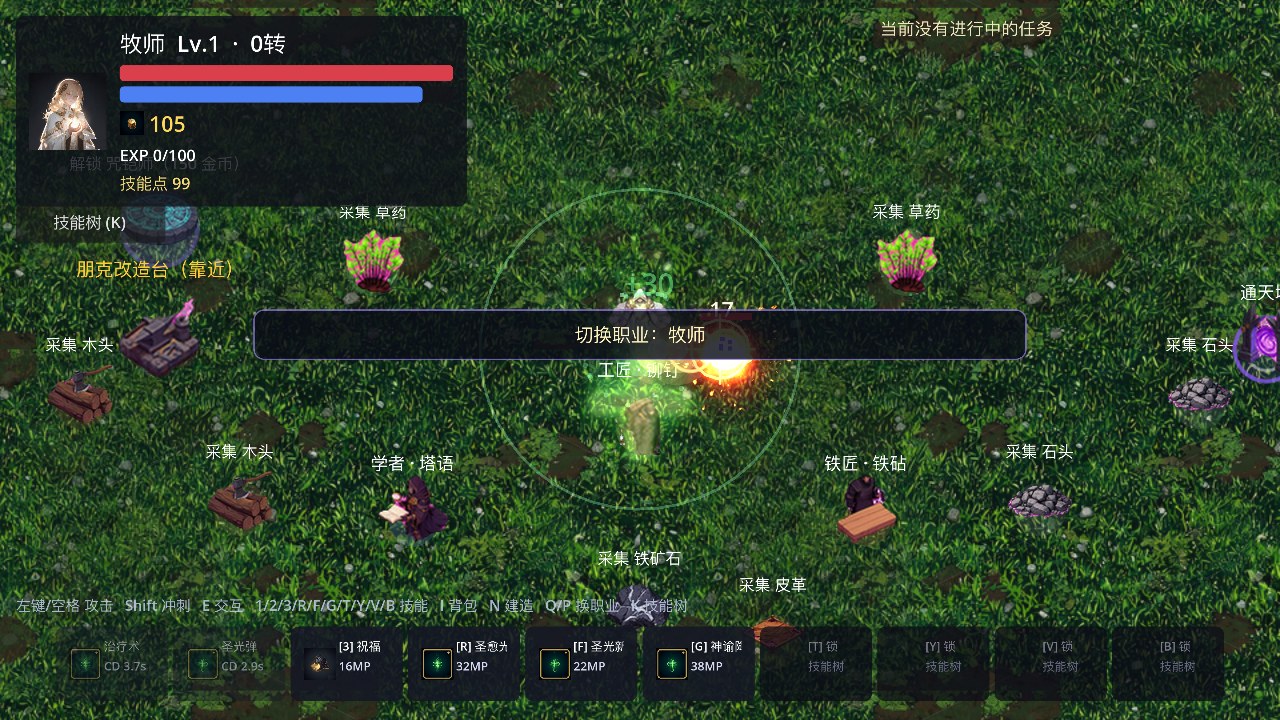 牧师 Lv.1 · 0转
当前没有进行中的任务
105
EXP 0/100
技能点 99
技能树 (K)
采集 草药
采集 草药
朋克改造台（靠近）
+30
17
通天
切换职业：牧师
采集 木头
采集 石头
工匠·铆钉
采集 木头
学者·塔语
铁匠·铁砧
采集 石头
采集 铁矿石
采集 皮革
左键/空格 攻击 Shift 冲刺 E 交互 1/2/3/R/F/G/T/Y/V/B 技能 I 背包 N 建造 Q/P 换职业 K 技能树
治疗术
CD 3.7s
圣光弹
CD 2.9s
[3] 祝福
16MP
[R] 圣愈
32MP
[F] 圣光
22MP
[G] 神谕
38MP
[T] 锁
技能树
[Y] 锁
技能树
[V] 锁
技能树
[B] 锁
技能树